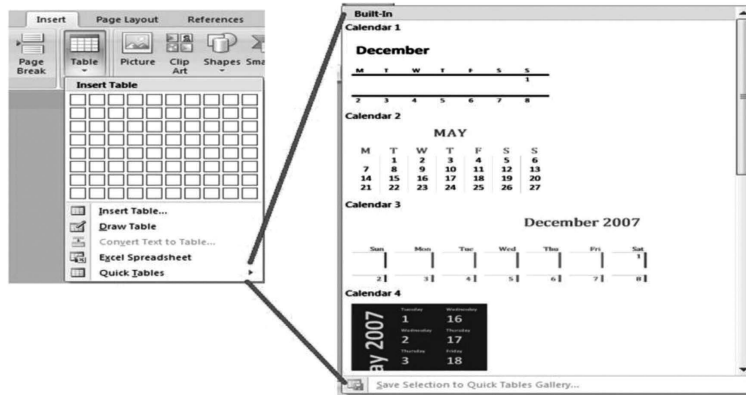 Insert Page Layout References
Page Break
Table
Picture
Clip Art
Shapes
Insert Table
Insert Table...
Draw Table
Convert Text to Table...
Excel Spreadsheet
Quick Tables
Built-In
Calendar 1
December
M T W T F S S
1
2 3 4 5 6 7 8
Calendar 2
MAY
M T W T F S S
1 2 3 4 5 6
7 8 9 10 11 12 13
14 15 16 17 18 19 20
21 22 23 24 25 26 27
Calendar 3
December 2007
Sun Mon Tue Wed Thu Fri Sat
1
2 3 4 5 6 7 8
Calendar 4
2007
Tuesday Wednesday
1 16
Wednesday Thursday
2 17
Thursday Friday
3 18
Save Selection to Quick Tables Gallery...